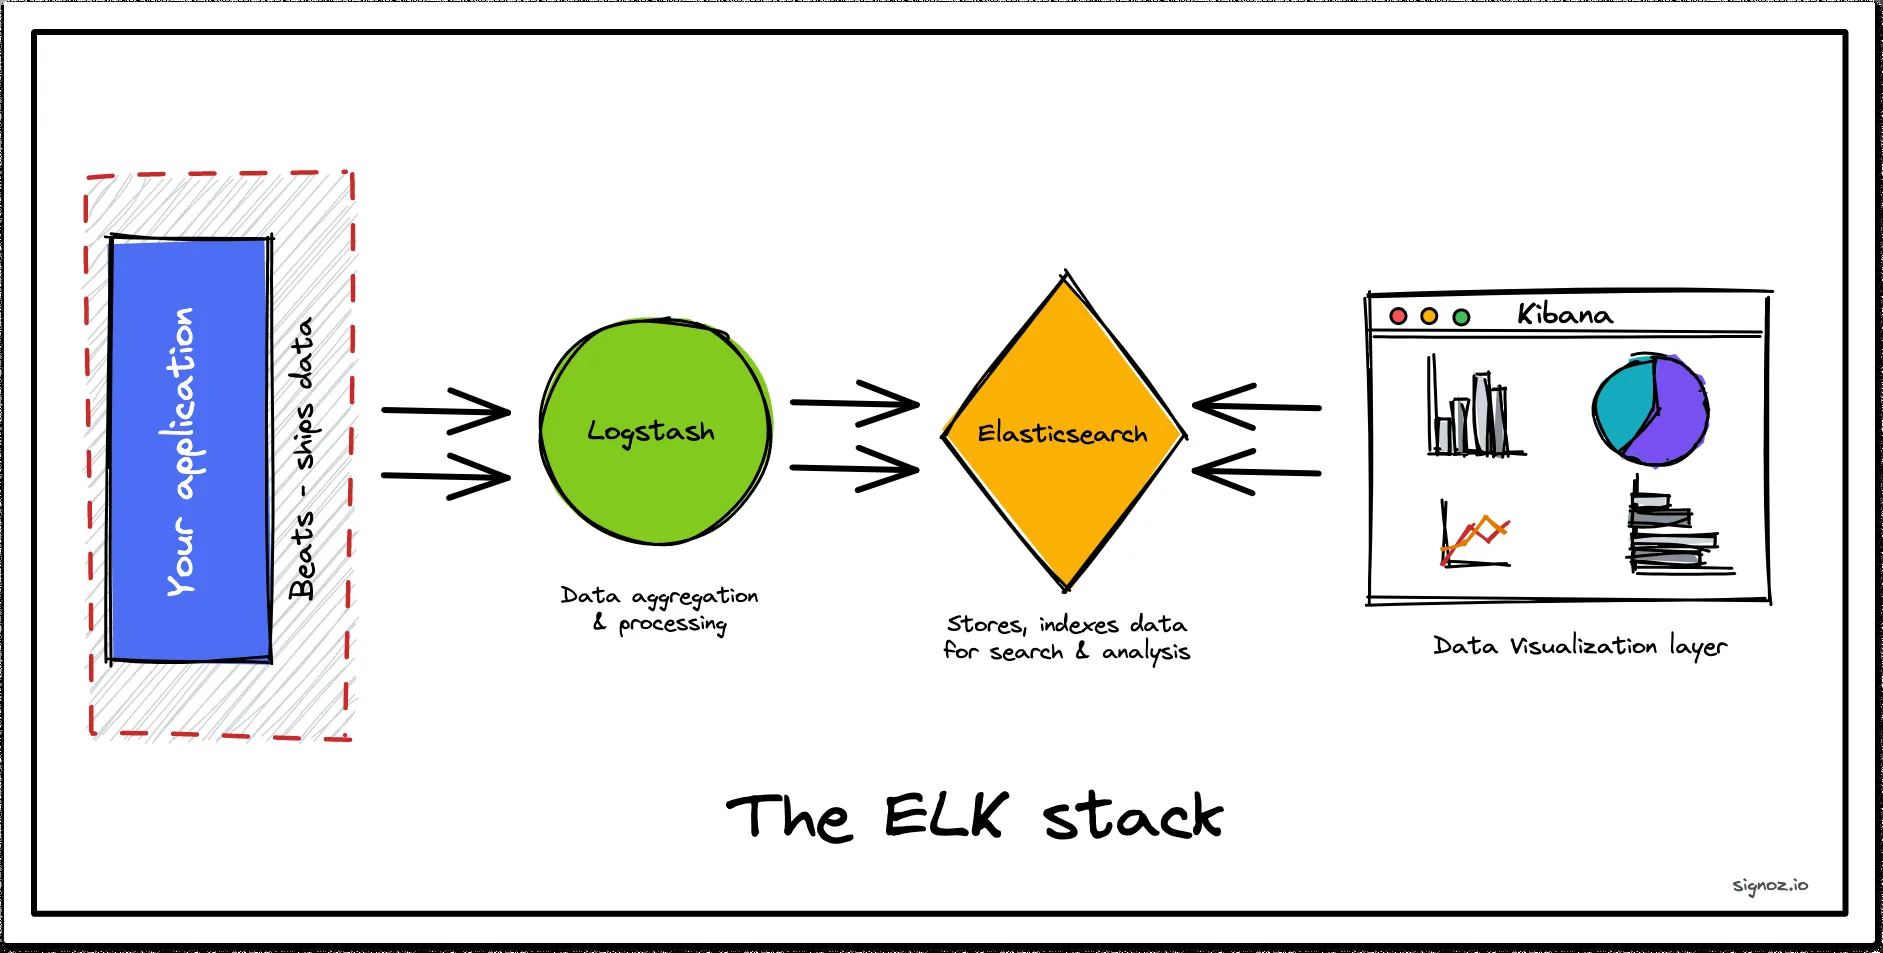 Your application
Beats - ships data
Logstash
Data aggregation
& processing
Elasticsearch
Stores, indexes data
for search & analysis
Kibana
Data Visualization layer
The ELK stack
signoz.io